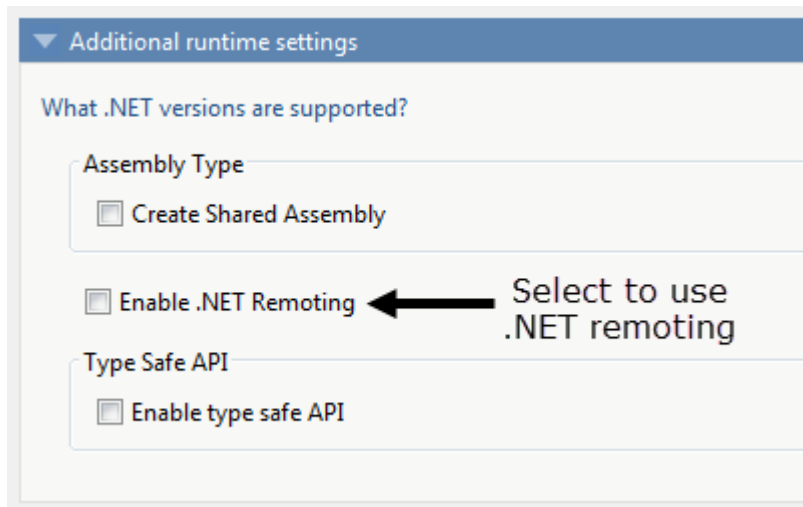 Additional runtime settings
What .NET versions are supported?
Assembly Type
Create Shared Assembly
Enable .NET Remoting
Select to use
.NET remoting
Type Safe API
Enable type safe API